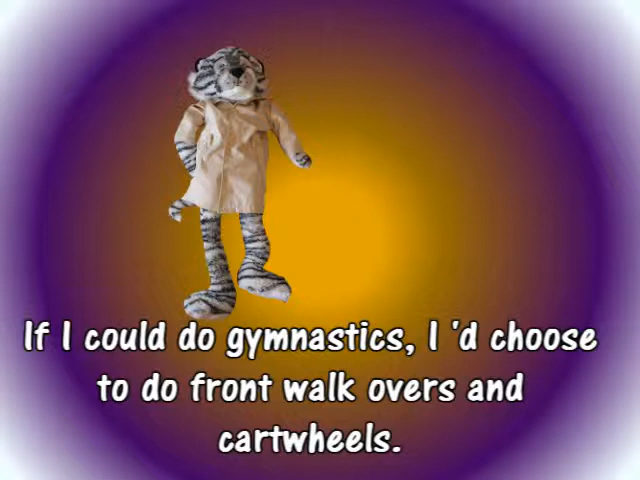 If I could do gymnastics, I 'd choose
to do front walk overs and
cartwheels.